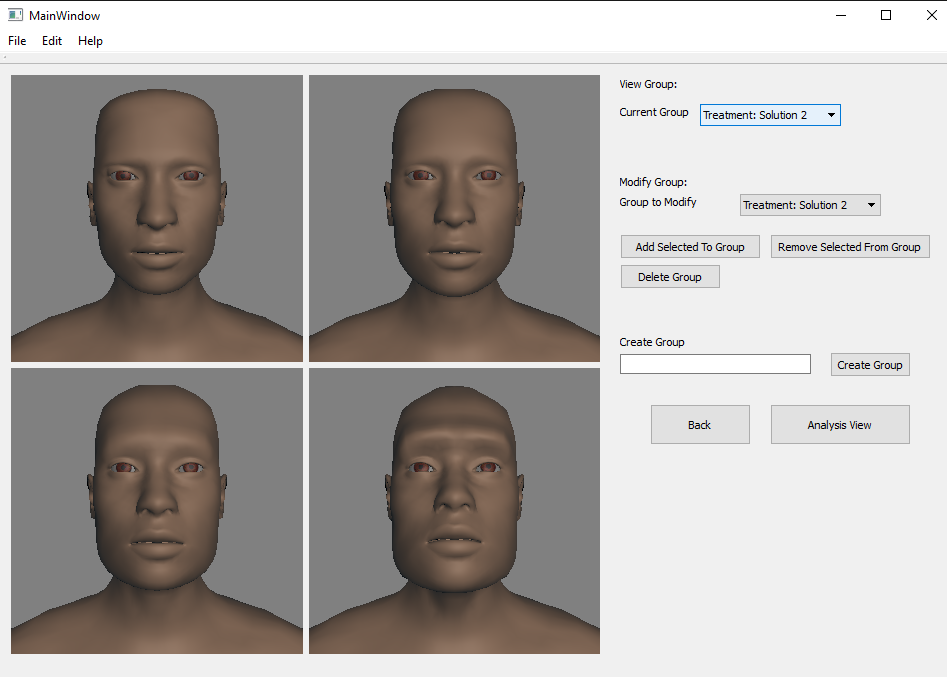 MainWindow
File Edit Help
View Group:
Current Group Treatment: Solution 2
Modify Group:
Group to Modify Treatment: Solution 2
Add Selected To Group Remove Selected From Group
Delete Group
Create Group
Create Group
Back Analysis View